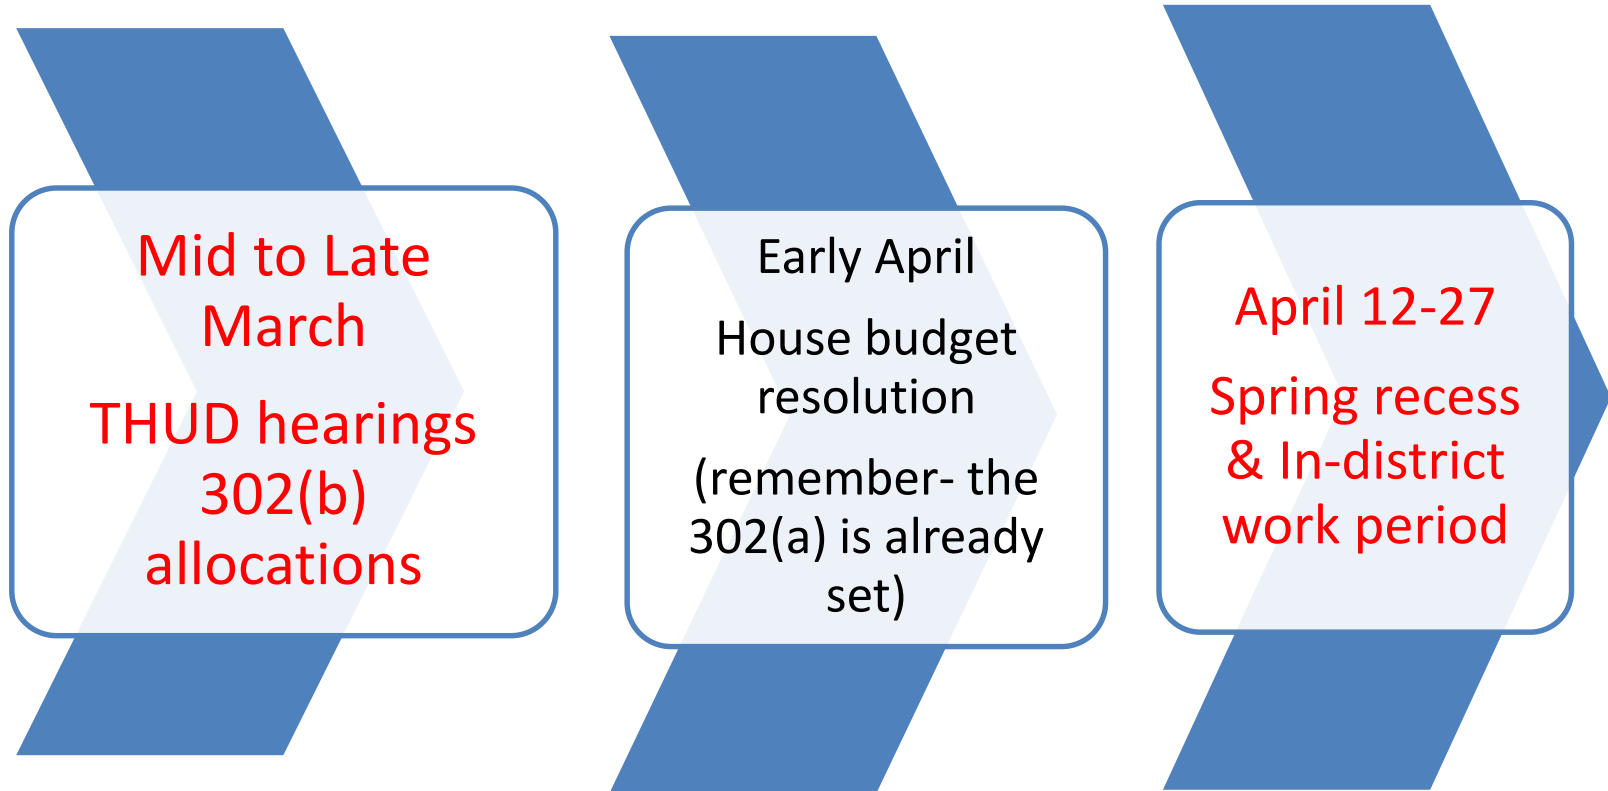 Mid to Late
March
THUD hearings
302(b)
allocations
Early April
House budget
resolution
(remember- the
302(a) is already
set)
April 12-27
Spring recess
& In-district
work period